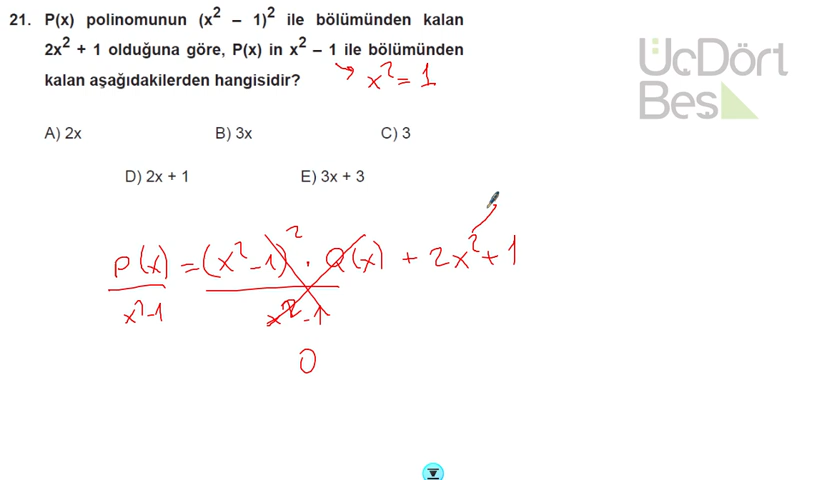 21. P(x) polinomunun (x² – 1)² ile bölümünden kalan
2x² + 1 olduğuna göre, P(x) in x² – 1 ile bölümünden
kalan aşağıdakilerden hangisidir?
→ x² = 1
ÜçDört
Beş
A) 2x
B) 3x
C) 3
D) 2x + 1
E) 3x + 3
P(x) = (x² – 1)² · Q(x) + 2x² + 1
x² – 1
x² – 1
0